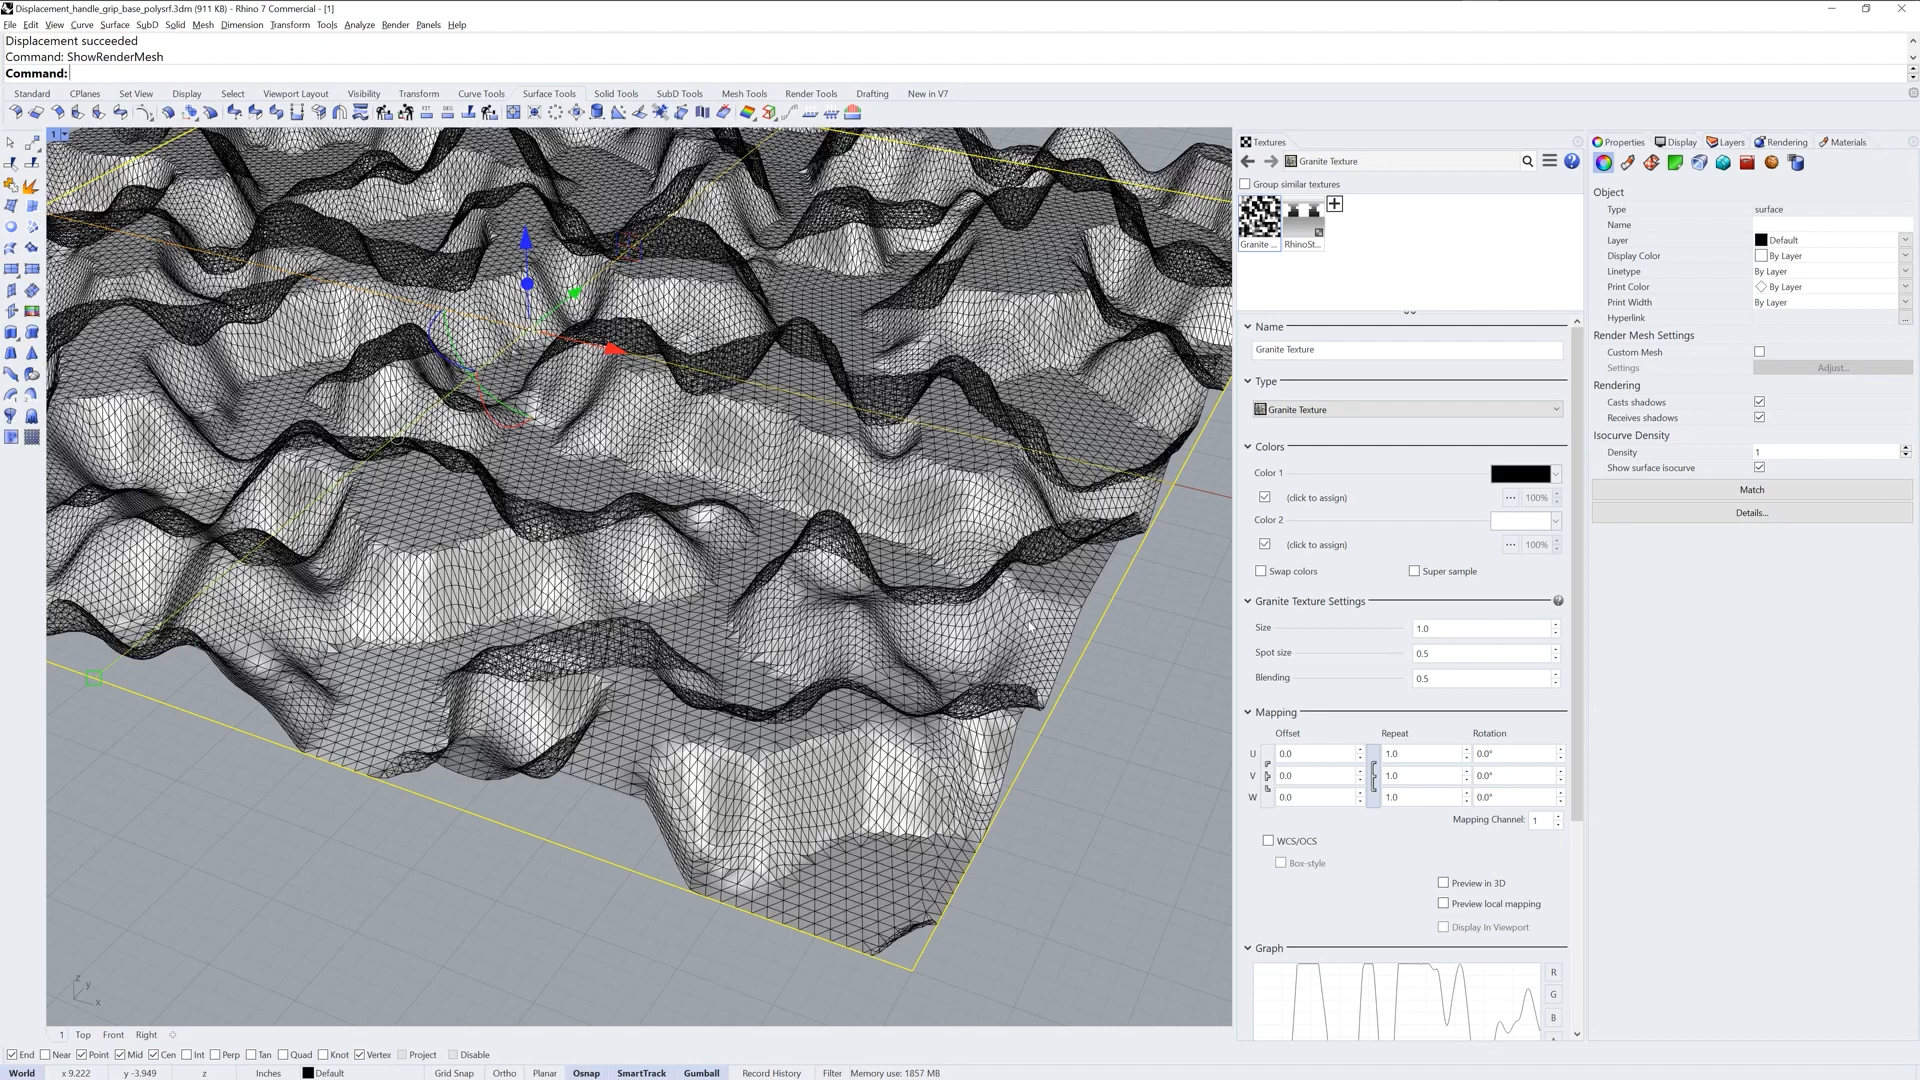 Displacement_handle_grip_base_polysrf.3dm (911 KB) - Rhino 7 Commercial - [1]
File Edit View Curve Surface SubD Solid Mesh Dimension Transform Tools Analyze Render Panels Help
Displacement succeeded
Command: ShowRenderMesh
Command:
Standard CPlanes Set View Display Select Viewport Layout Visibility Transform Curve Tools Surface Tools Solid Tools SubD Tools Mesh Tools Render Tools Drafting New in V7
1
Textures
Granite Texture
Group similar textures
Granite ... RhinoSt...
Name
Granite Texture
Type
Granite Texture
Colors
Color 1
(click to assign) ... 100%
Color 2
(click to assign) ... 100%
Swap colors Super sample
Granite Texture Settings
Size 1.0
Spot size 0.5
Blending 0.5
Mapping
Offset Repeat Rotation
U 0.0 1.0 0.0°
V 0.0 1.0 0.0°
W 0.0 1.0 0.0°
Mapping Channel: 1
WCS/OCS
Box-style
Preview in 3D
Preview local mapping
Display In Viewport
Graph
R
G
B
Properties Display Layers Rendering Materials
Object
Type surface
Name
Layer Default
Display Color By Layer
Linetype By Layer
Print Color By Layer
Print Width By Layer
Hyperlink ...
Render Mesh Settings
Custom Mesh
Settings Adjust...
Rendering
Casts shadows
Receives shadows
Isocurve Density
Density 1
Show surface isocurve
Match
Details...
z
y
x
1 Top Front Right
End Near Point Mid Cen Int Perp Tan Quad Knot Vertex Project Disable
World x 9.222 y -3.949 z Inches Default Grid Snap Ortho Planar Osnap SmartTrack Gumball Record History Filter Memory use: 1857 MB